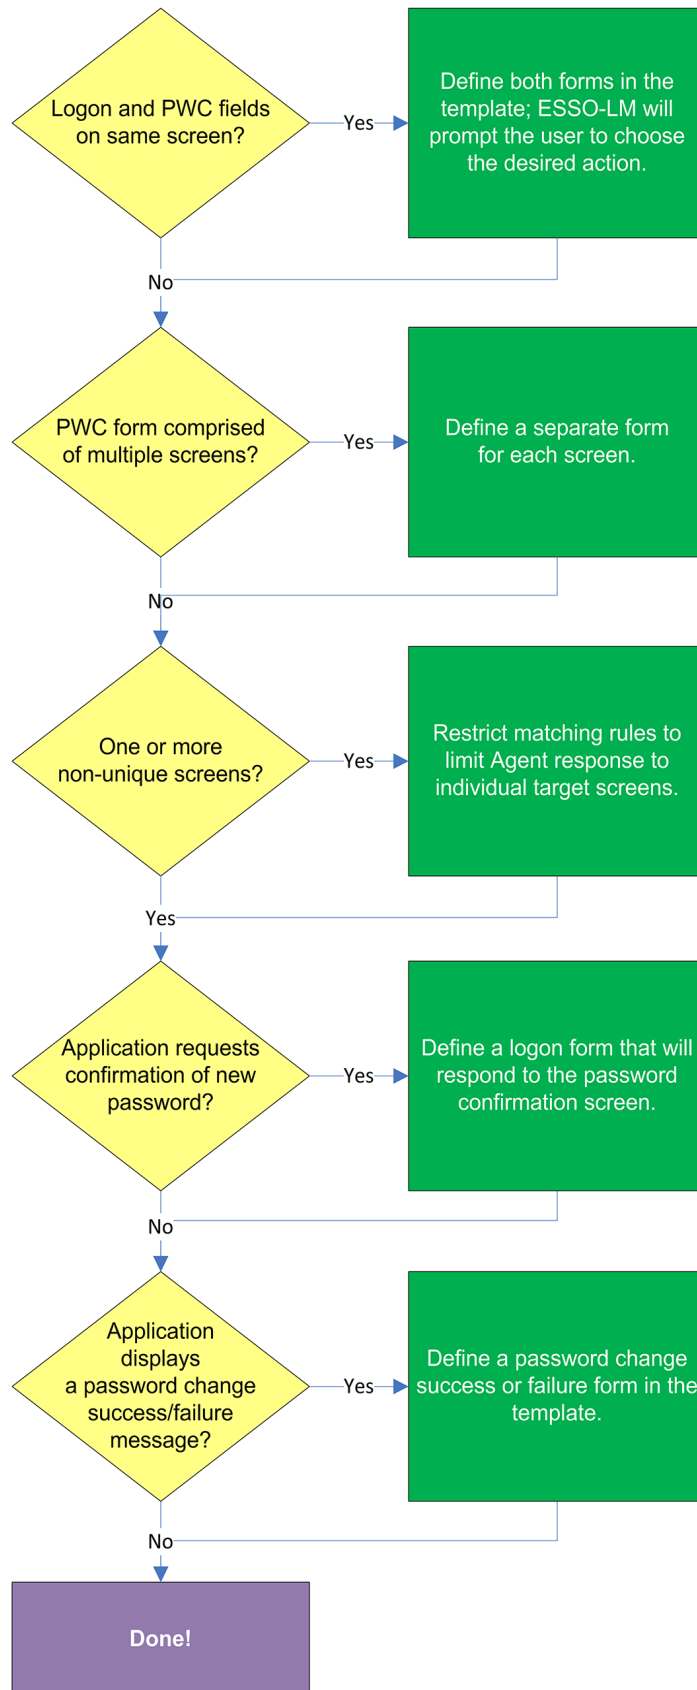 Logon and PWC fields
on same screen?
Yes
Define both forms in the
template; ESSO-LM will
prompt the user to choose
the desired action.
No
PWC form comprised
of multiple screens?
Yes
Define a separate form
for each screen.
No
One or more
non-unique screens?
Yes
Restrict matching rules to
limit Agent response to
individual target screens.
Yes
Application requests
confirmation of new
password?
Yes
Define a logon form that will
respond to the password
confirmation screen.
No
Application
displays
a password change
success/failure
message?
Yes
Define a password change
success or failure form in the
template.
No
Done!